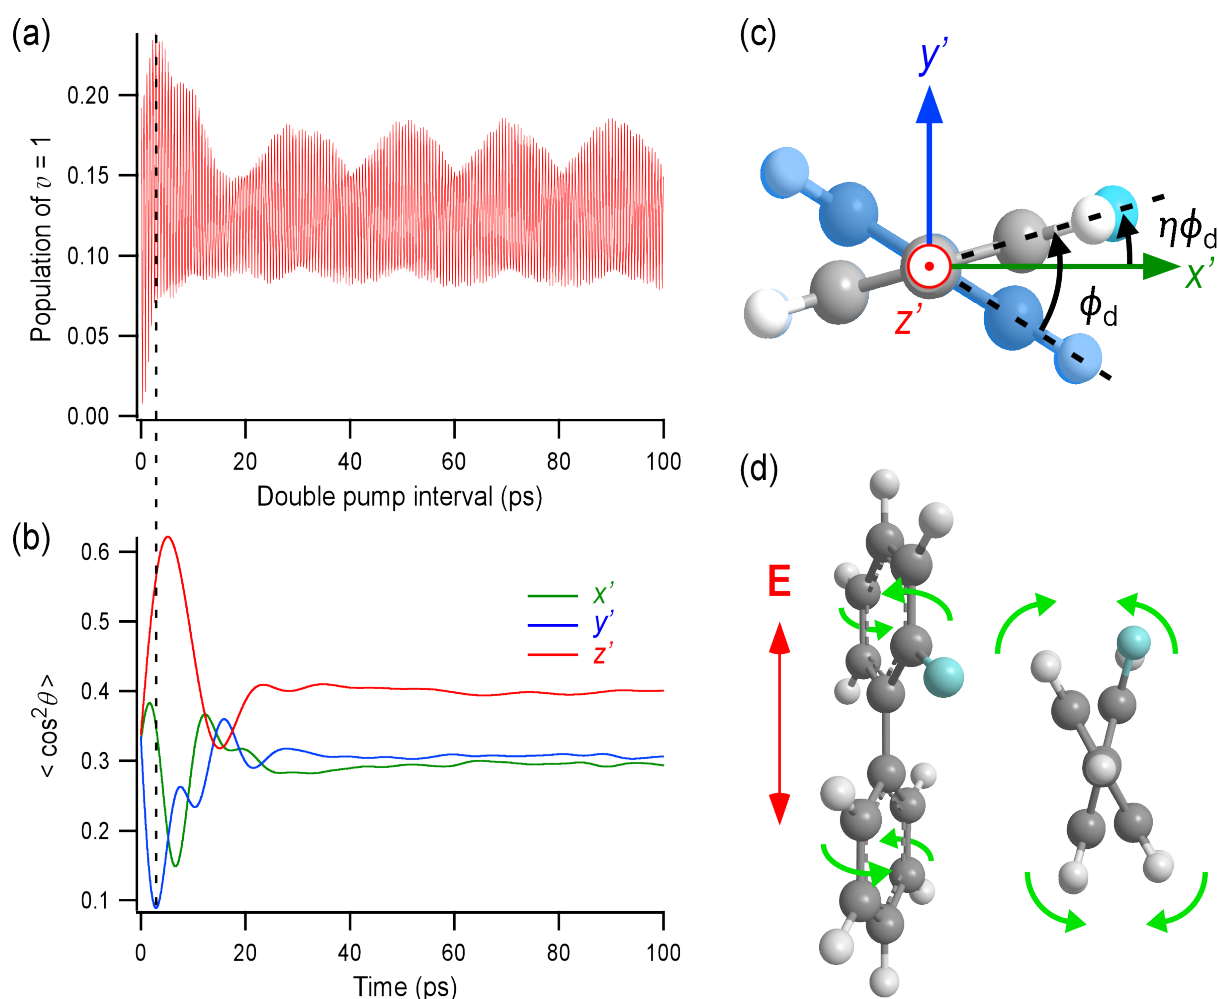 (a)
Population of v = 1
0.20
0.15
0.10
0.05
0.00
0 20 40 60 80 100
Double pump interval (ps)
(b)
< cos²θ >
0.6
0.5
0.4
0.3
0.2
0.1
x’
y’
z’
0 20 40 60 80 100
Time (ps)
(c)
y’
ηϕd
x’
z’
ϕd
(d)
E